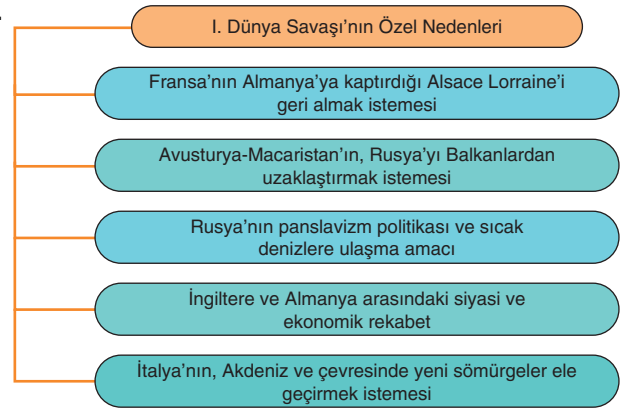 I. Dünya Savaşı’nın Özel Nedenleri
Fransa’nın Almanya’ya kaptırdığı Alsace Lorraine’i
geri almak istemesi
Avusturya-Macaristan’ın, Rusya’yı Balkanlardan
uzaklaştırmak istemesi
Rusya’nın panslavizm politikası ve sıcak
denizlere ulaşma amacı
İngiltere ve Almanya arasındaki siyasi ve
ekonomik rekabet
İtalya’nın, Akdeniz ve çevresinde yeni sömürgeler ele
geçirmek istemesi